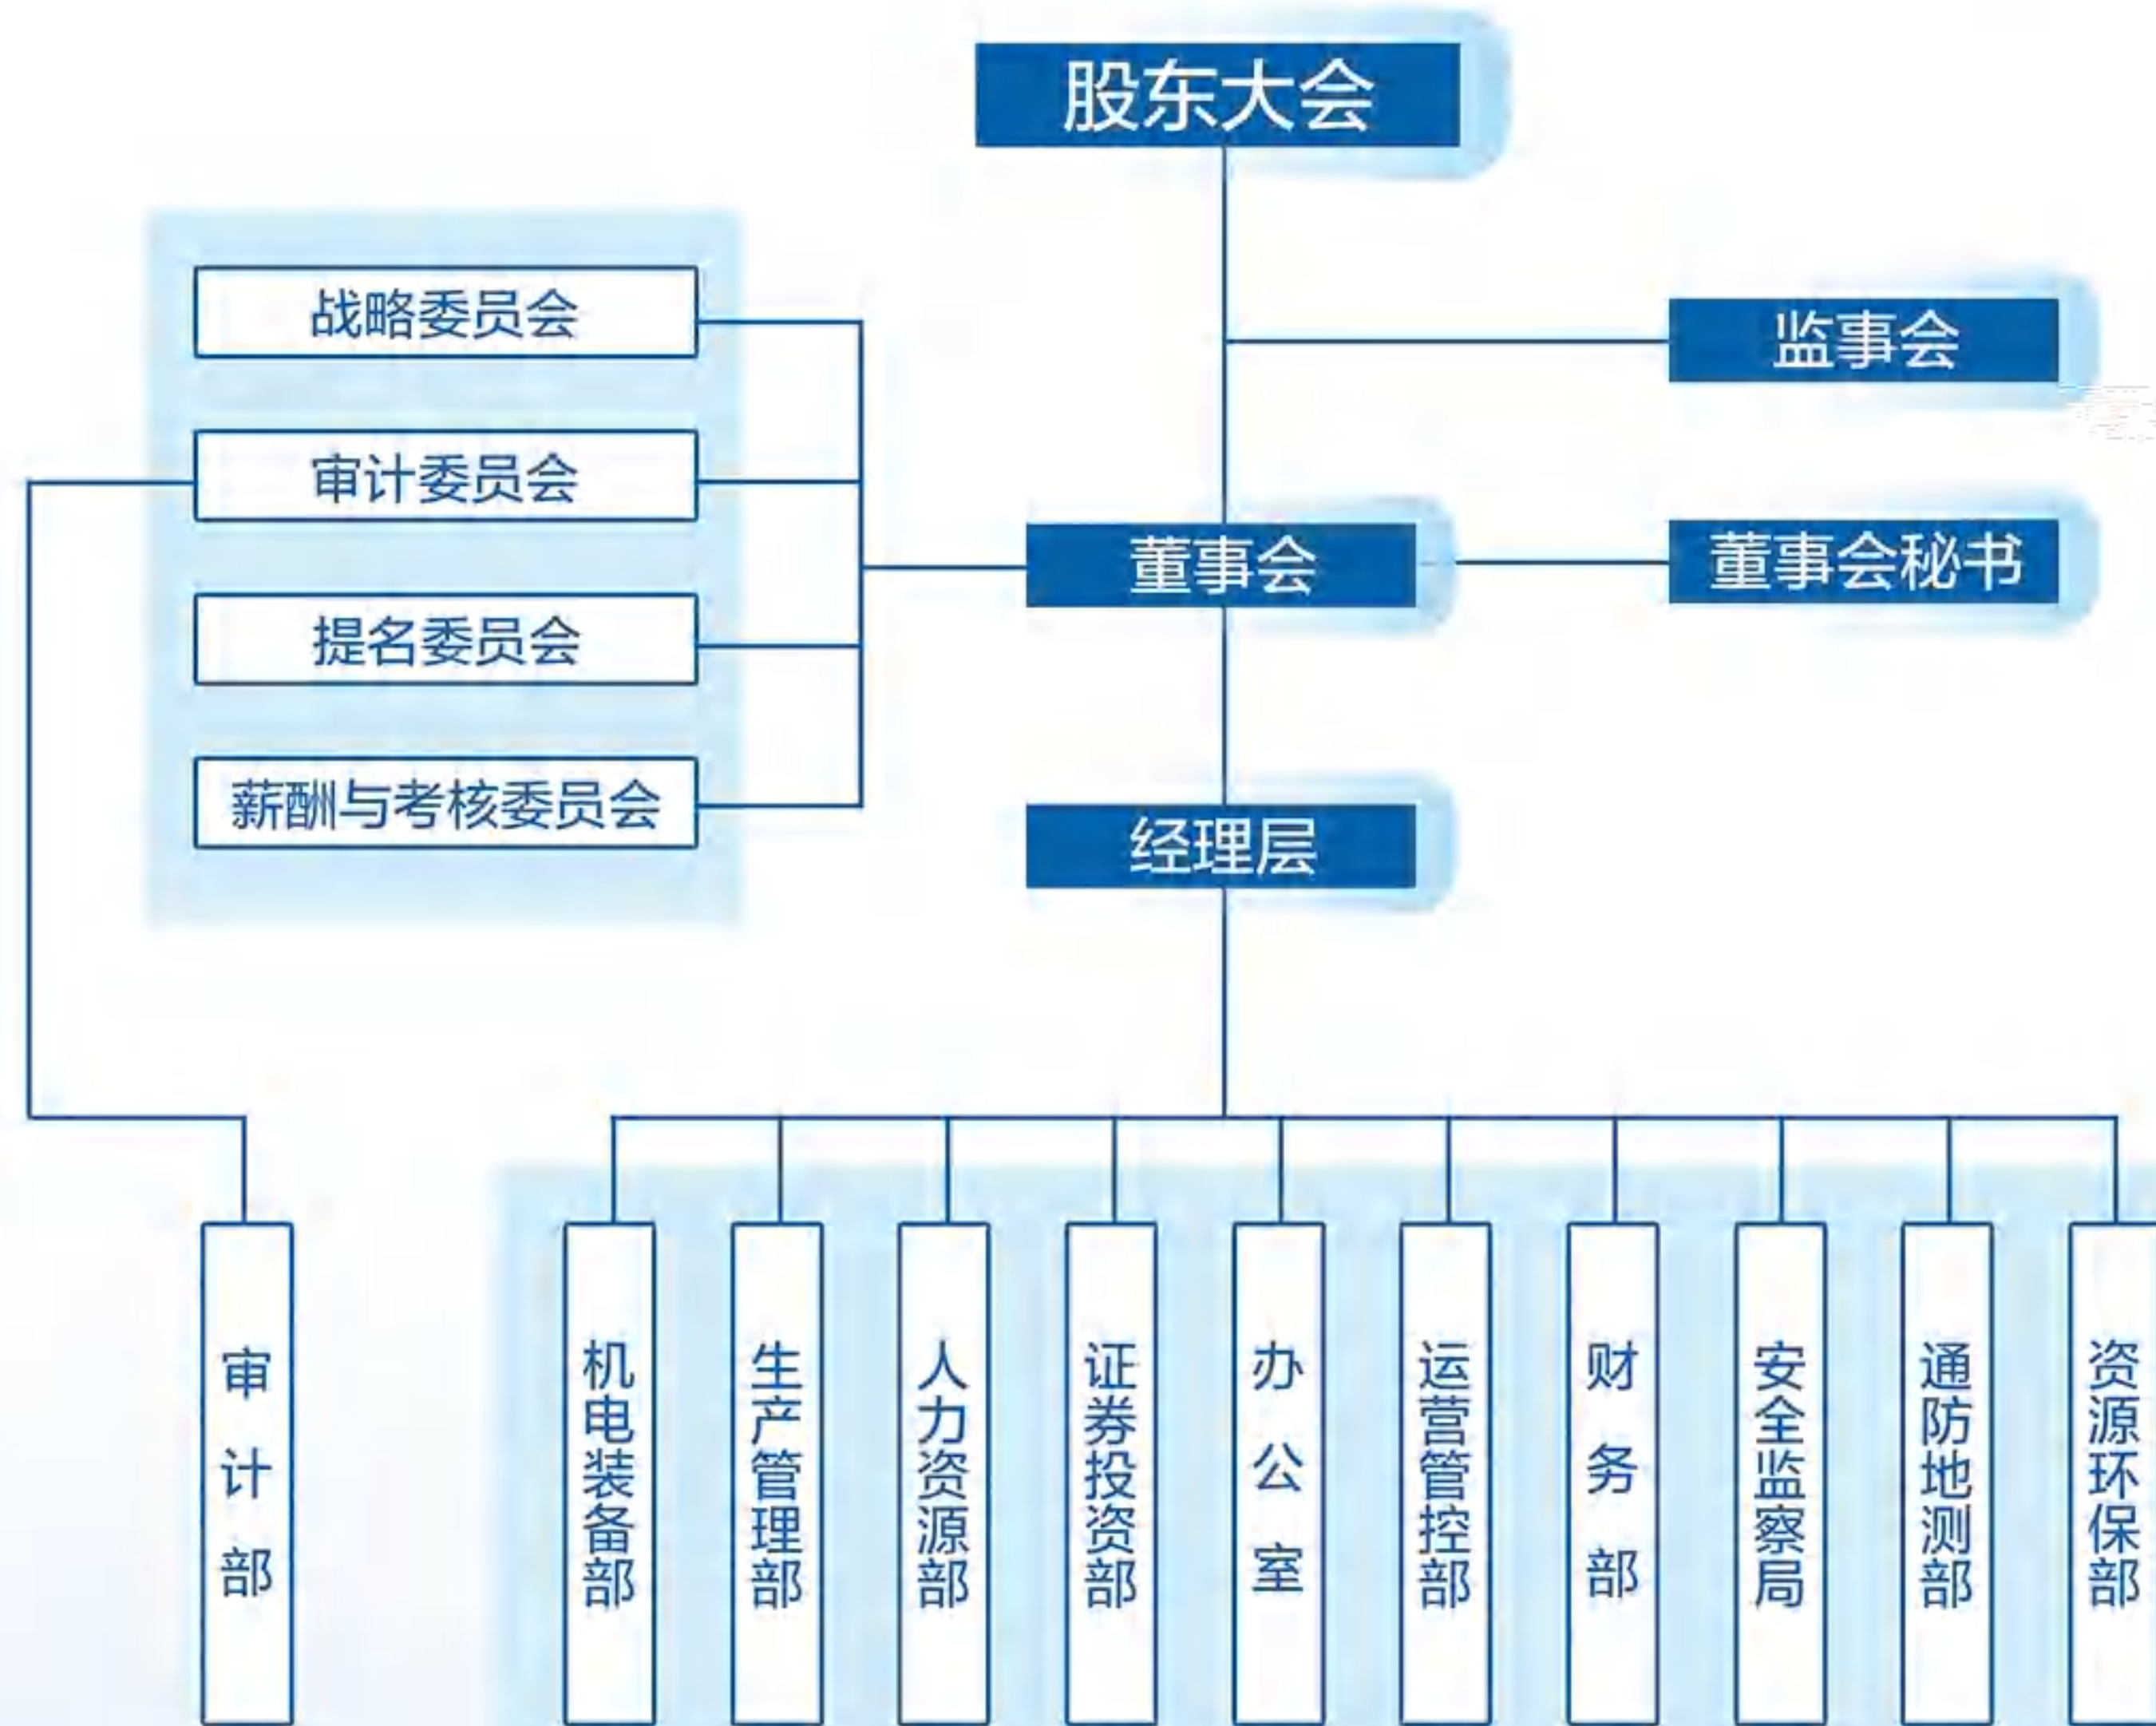 股东大会
战略委员会
监事会
审计委员会
董事会
董事会秘书
提名委员会
薪酬与考核委员会
经理层
审计部
机电装备部
生产管理部
人力资源部
证券投资部
办公室
运营管控部
财务部
安全监察局
通防地测部
资源环保部